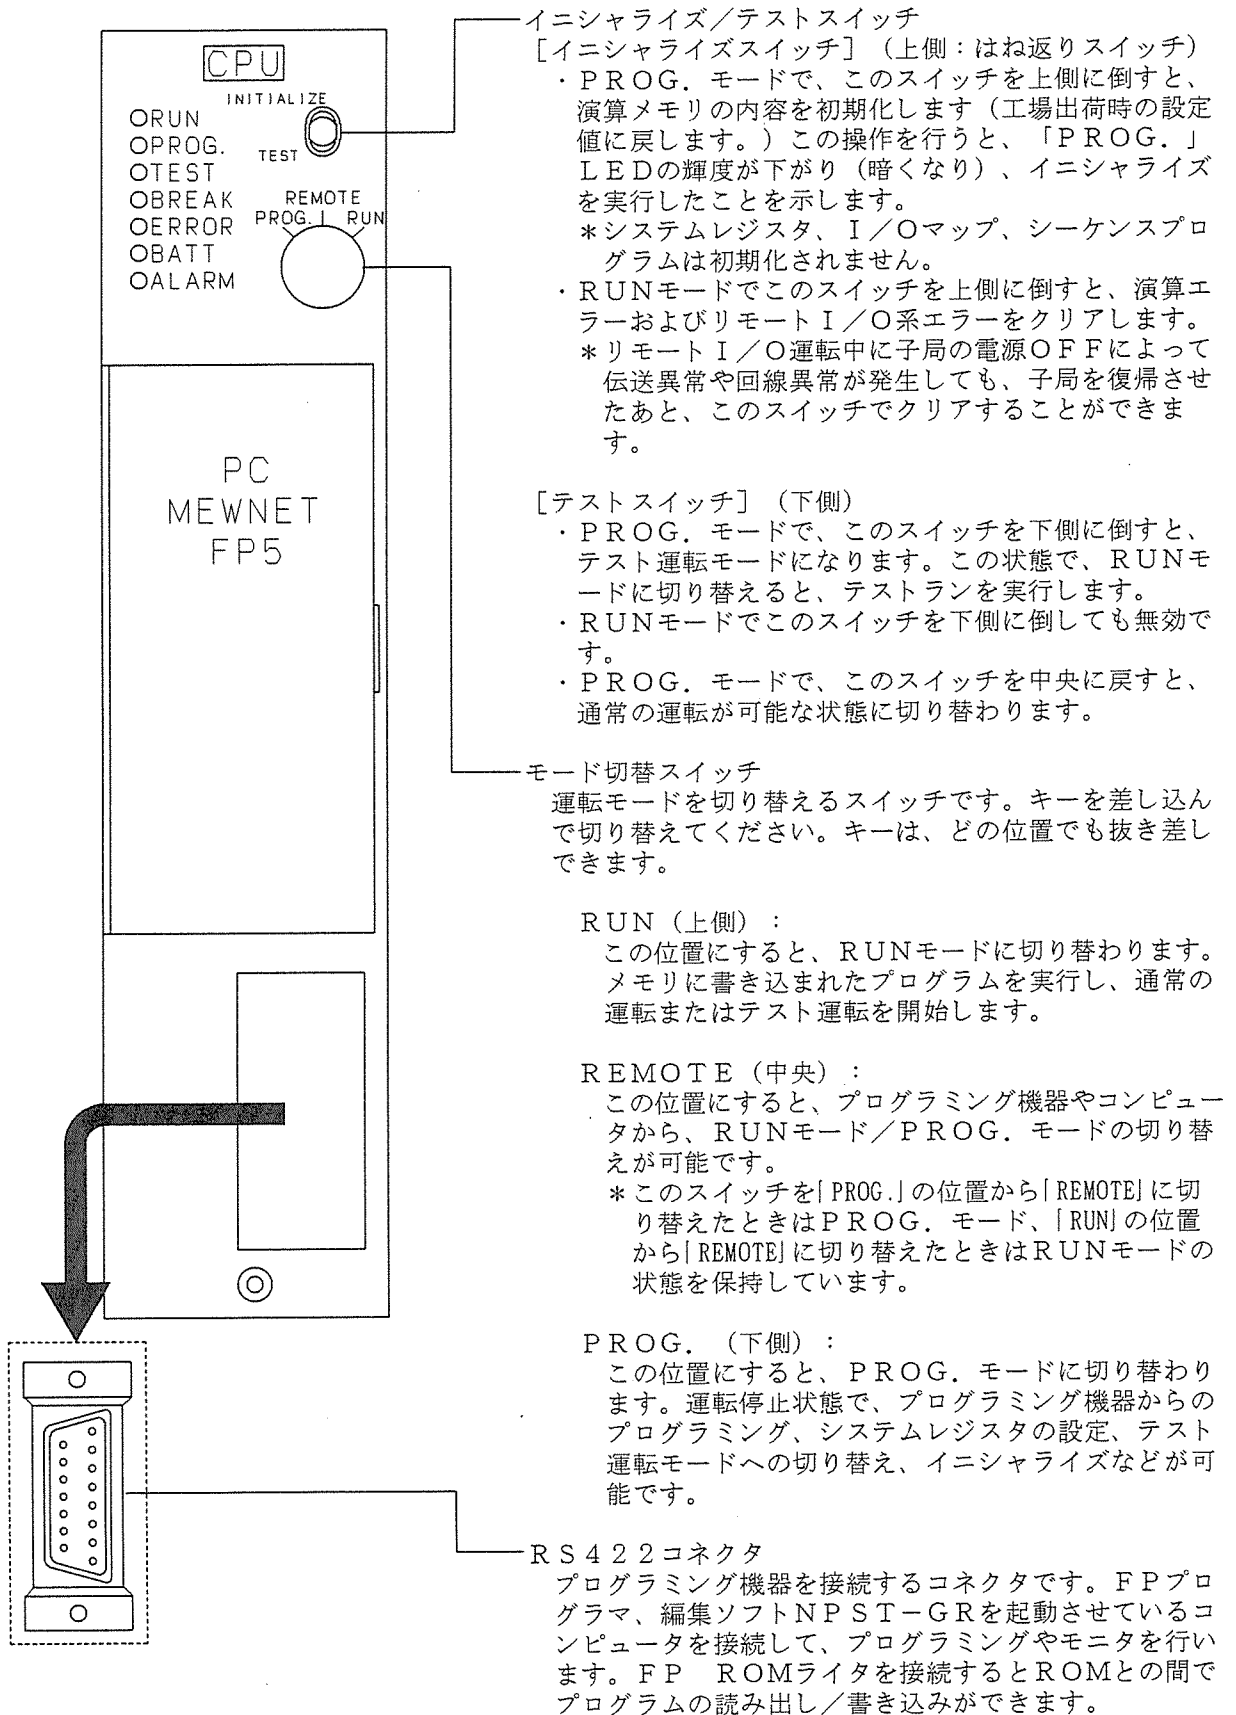 CPU
INITIALIZE
TEST
ORUN
OPROG.
OTEST
OBREAK
OERROR
OBATT
OALARM
REMOTE
PROG. RUN
PC
MEWNET
FP5
イニシャライズ／テストスイッチ
［イニシャライズスイッチ］（上側：はね返りスイッチ）
・ＰＲＯＧ．モードで、このスイッチを上側に倒すと、
演算メモリの内容を初期化します（工場出荷時の設定
値に戻します。）この操作を行うと、「ＰＲＯＧ．」
ＬＥＤの輝度が下がり（暗くなり）、イニシャライズ
を実行したことを示します。
＊システムレジスタ、Ｉ／Ｏマップ、シーケンスプロ
グラムは初期化されません。
・ＲＵＮモードでこのスイッチを上側に倒すと、演算エ
ラーおよびリモートＩ／Ｏ系エラーをクリアします。
＊リモートＩ／Ｏ運転中に子局の電源ＯＦＦによって
伝送異常や回線異常が発生しても、子局を復帰させ
たあと、このスイッチでクリアすることができま
す。
［テストスイッチ］（下側）
・ＰＲＯＧ．モードで、このスイッチを下側に倒すと、
テスト運転モードになります。この状態で、ＲＵＮモ
ードに切り替えると、テストランを実行します。
・ＲＵＮモードでこのスイッチを下側に倒しても無効で
す。
・ＰＲＯＧ．モードで、このスイッチを中央に戻すと、
通常の運転が可能な状態に切り替わります。
モード切替スイッチ
運転モードを切り替えるスイッチです。キーを差し込ん
で切り替えてください。キーは、どの位置でも抜き差し
できます。
ＲＵＮ（上側）：
この位置にすると、ＲＵＮモードに切り替わります。
メモリに書き込まれたプログラムを実行し、通常の
運転またはテスト運転を開始します。
ＲＥＭＯＴＥ（中央）：
この位置にすると、プログラミング機器やコンピュー
タから、ＲＵＮモード／ＰＲＯＧ．モードの切り替
えが可能です。
＊このスイッチを｢PROG.｣の位置から｢REMOTE｣に切
り替えたときはＰＲＯＧ．モード、｢RUN｣の位置
から｢REMOTE｣に切り替えたときはＲＵＮモードの
状態を保持しています。
ＰＲＯＧ．（下側）：
この位置にすると、ＰＲＯＧ．モードに切り替わり
ます。運転停止状態で、プログラミング機器からの
プログラミング、システムレジスタの設定、テスト
運転モードへの切り替え、イニシャライズなどが可
能です。
ＲＳ４２２コネクタ
プログラミング機器を接続するコネクタです。ＦＰプロ
グラマ、編集ソフトＮＰＳＴ－ＧＲを起動させているコ
ンピュータを接続して、プログラミングやモニタを行い
ます。ＦＰ　ＲＯＭライタを接続するとＲＯＭとの間で
プログラムの読み出し／書き込みができます。